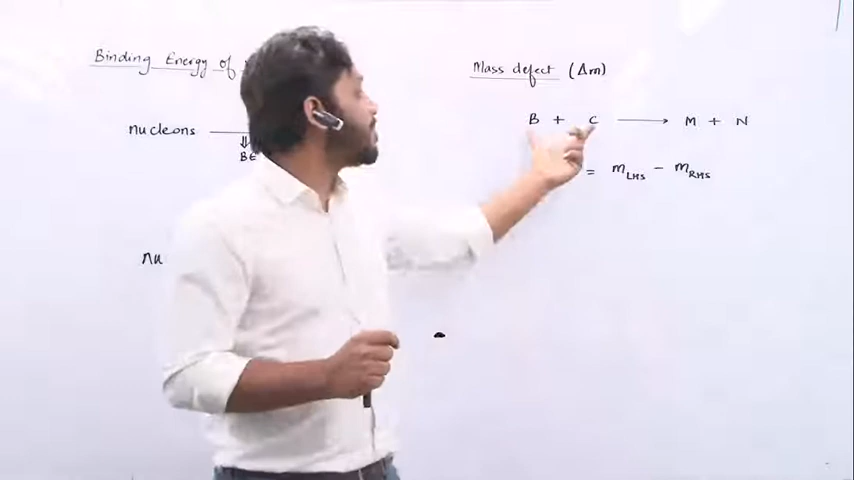 Binding Energy of
nucleons
BE
nu
Mass defect (Δm)
B + C ⟶ M + N
= m_LHS − m_RHS